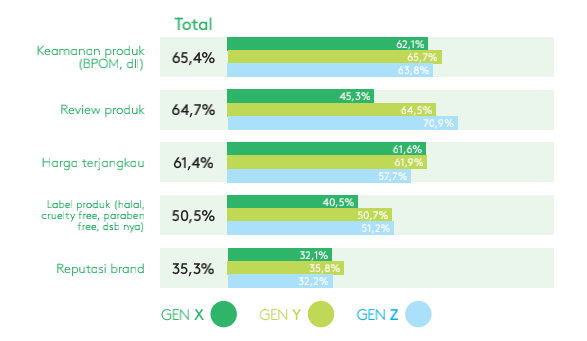 Total
Keamanan produk
(BPOM, dll)
65,4%
62,1%
65,7%
63,8%
Review produk
64,7%
45,3%
64,5%
70,9%
Harga terjangkau
61,4%
61,6%
61,9%
57,7%
Label produk (halal,
cruelty free, paraben
free, dsb nya)
50,5%
40,5%
50,7%
51,2%
Reputasi brand
35,3%
32,1%
35,8%
32,2%
GEN X
GEN Y
GEN Z